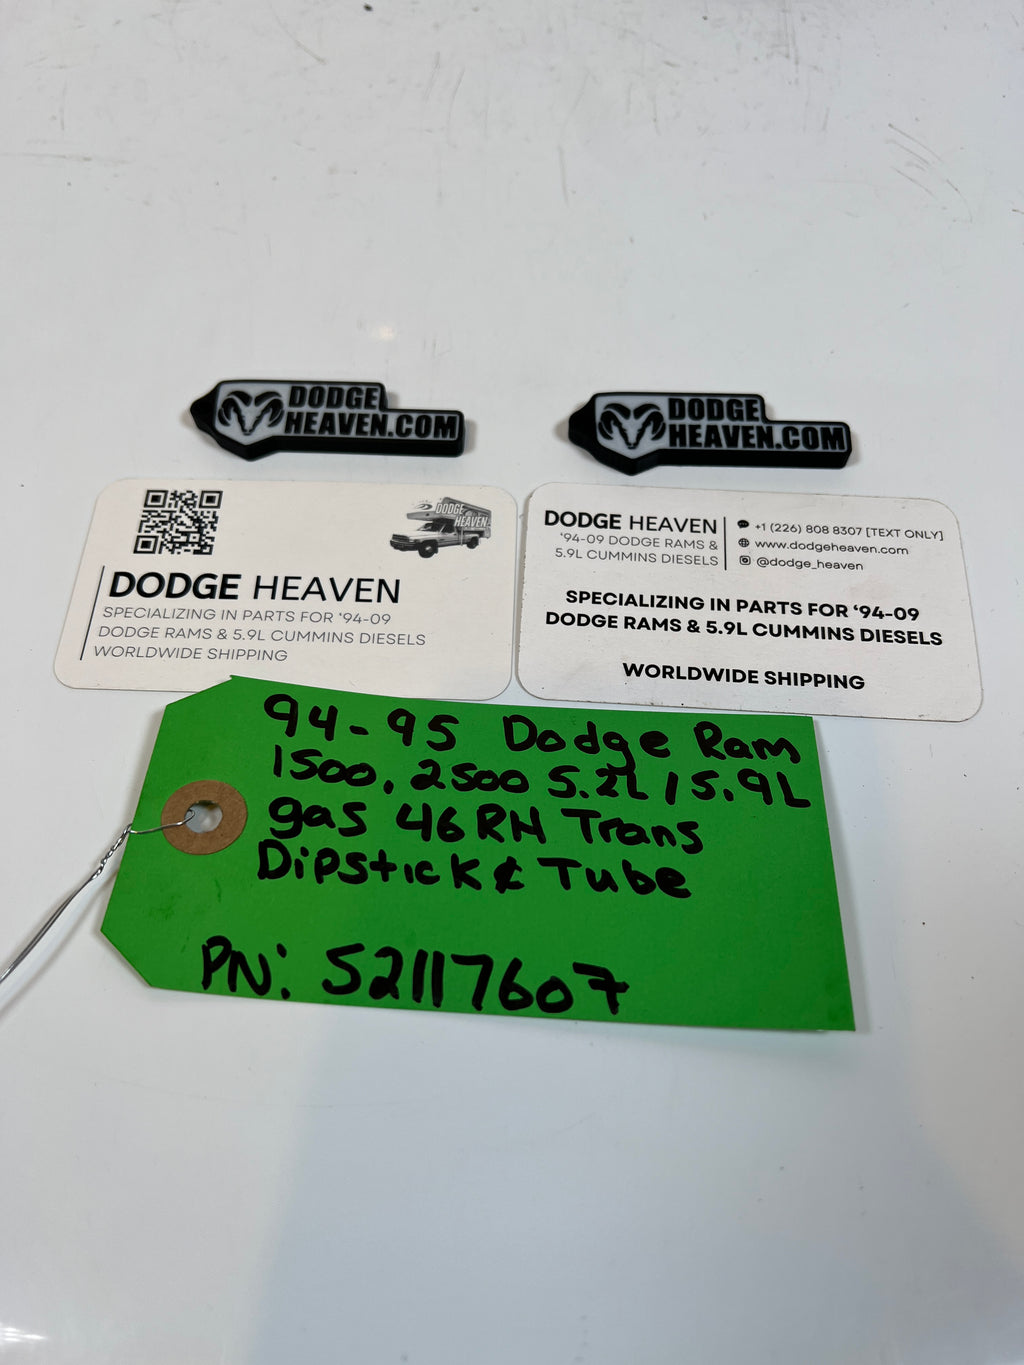 DODGE
HEAVEN.COM
DODGE
HEAVEN.COM
DODGE
HEAVEN
DODGE HEAVEN
SPECIALIZING IN PARTS FOR ‘94-09
DODGE RAMS & 5.9L CUMMINS DIESELS
WORLDWIDE SHIPPING
DODGE HEAVEN
‘94-09 DODGE RAMS &
5.9L CUMMINS DIESELS
+1 (226) 808 8307 [TEXT ONLY]
www.dodgeheaven.com
@dodge_heaven
SPECIALIZING IN PARTS FOR ‘94-09
DODGE RAMS & 5.9L CUMMINS DIESELS
WORLDWIDE SHIPPING
94-95 Dodge Ram
1500, 2500 5.2L / 5.9L
gas 46RH Trans
Dipstick & Tube
PN: 52117607